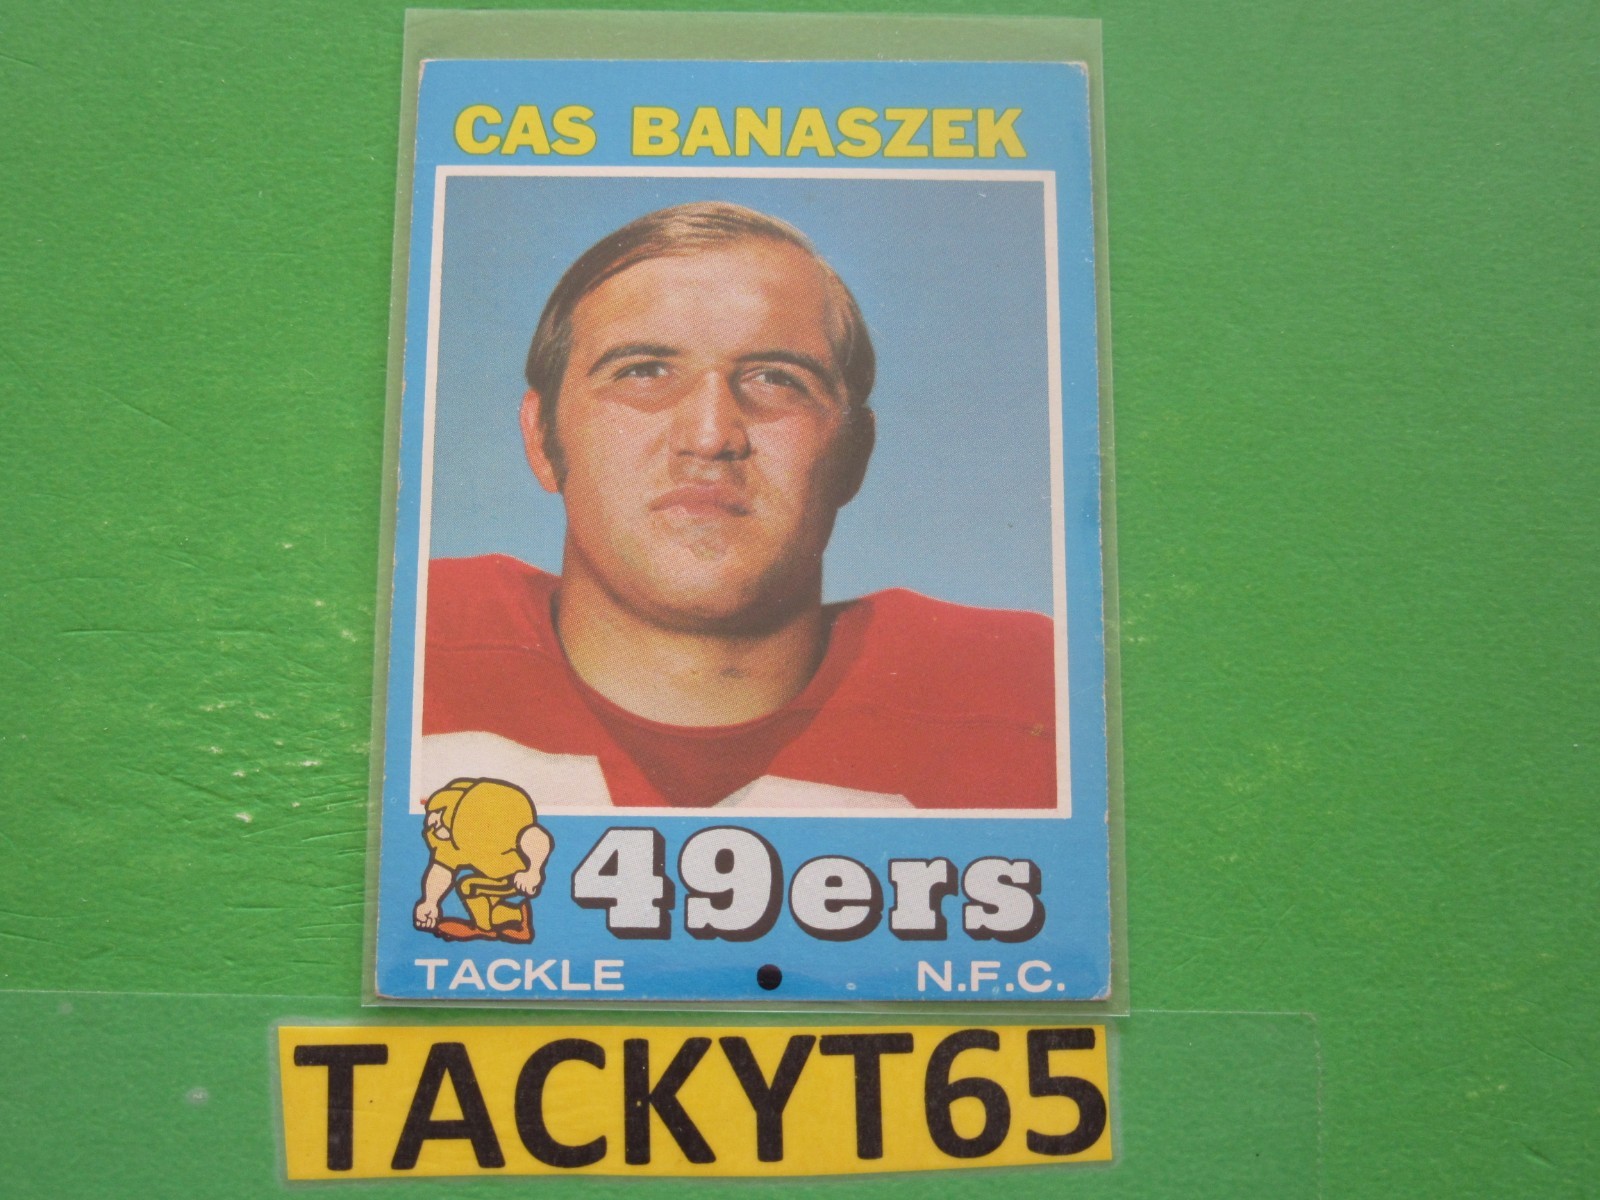 CAS BANASZEK
49ers
TACKLE N.F.C.
TACKYT65